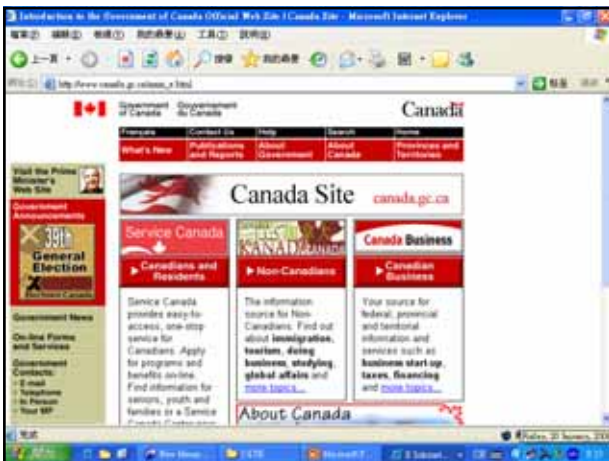 Introduction to the Government of Canada Official Web Site | Canada Site - Microsoft Internet Explorer
Government
of Canada
Gouvernement
du Canada
Canada
Français
Contact Us
Help
Search
Home
What's New
Publications
and Reports
About
Government
About
Canada
Provinces and
Territories
Visit the Prime
Minister's
Web Site
Government
Announcements
39th
General
Election
Elections Canada
Government News
On-line Forms
and Services
Government
Contacts:
- E-mail
- Telephone
- In Person
- Your MP
Canada Site
canada.gc.ca
Service Canada
Canadians and
Residents
Service Canada
provides easy-to-
access, one-stop
service for
Canadians. Apply
for programs and
benefits on-line.
Find information for
seniors, youth and
families or a Service
KANADA
Non-Canadians
The information
source for Non-
Canadians. Find out
about immigration,
tourism, doing
business, studying,
global affairs and
more topics...
Canada Business
Canadian
Business
Your source for
federal, provincial
and territorial
information and
services such as
business start-up,
taxes, financing
and more topics...
About Canada